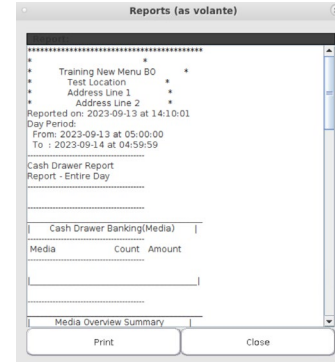 Reports (as volante)
Report:
******************************************
* *
* Training New Menu B0 *
* Test Location *
* Address Line 1 *
* Address Line 2 *
Reported on: 2023-09-13 at 14:10:01
Day Period:
From: 2023-09-13 at 05:00:00
To : 2023-09-14 at 04:59:59
----------------------------------------
Cash Drawer Report
Report - Entire Day
----------------------------------------
----------------------------------------
| Cash Drawer Banking(Media) |
----------------------------------------
Media Count Amount
----------------------------------------
|________________________________________|
----------------------------------------
| Media Overview Summary |
Print Close